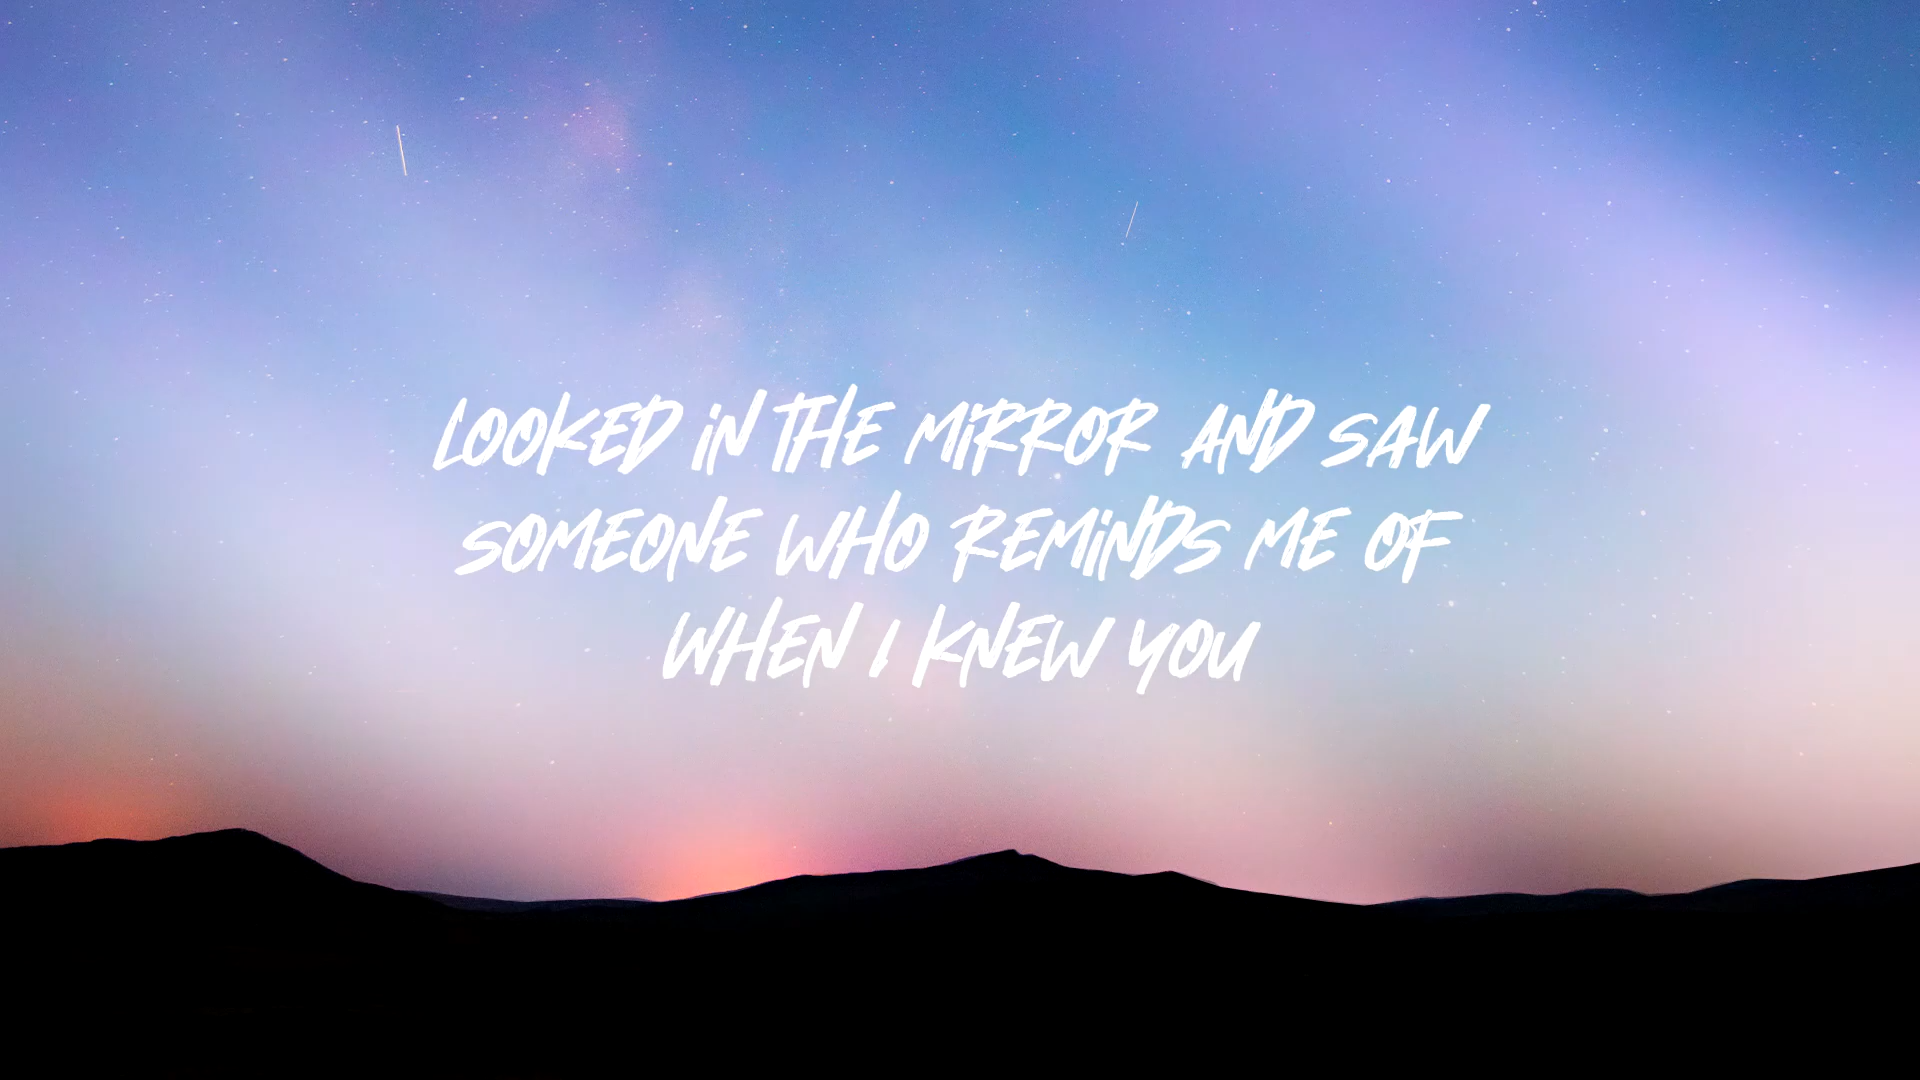 LOOKED IN THE MIRROR AND SAW
SOMEONE WHO REMINDS ME OF
WHEN I KNEW YOU